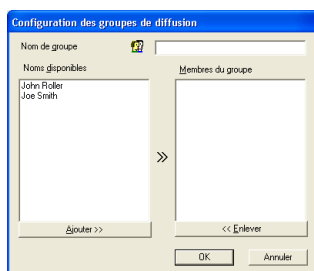 Configuration des groupes de diffusion
Nom de groupe
Noms disponibles
Membres du groupe
John Roller
Joe Smith
Ajouter >>
<< Enlever
OK
Annuler